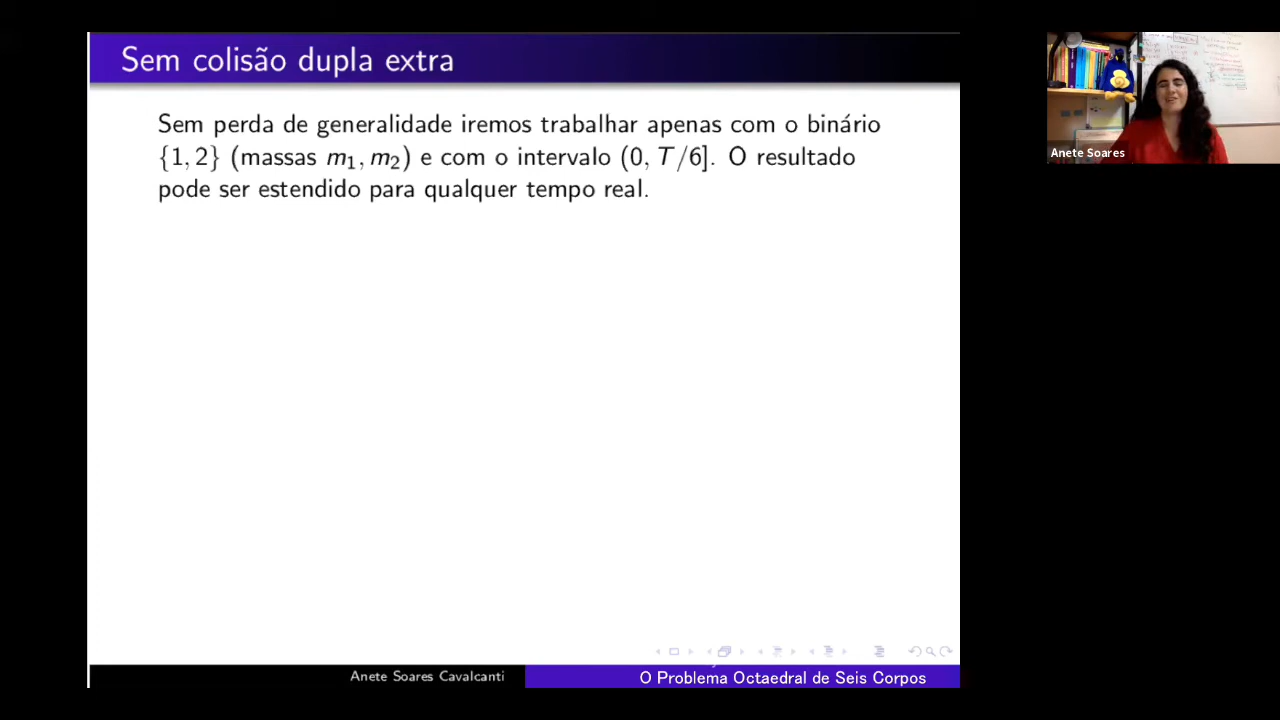 Sem colisão dupla extra
Sem perda de generalidade iremos trabalhar apenas com o binário
{1, 2} (massas m₁, m₂) e com o intervalo (0, T/6]. O resultado
pode ser estendido para qualquer tempo real.
Anete Soares
Anete Soares Cavalcanti
O Problema Octaedral de Seis Corpos